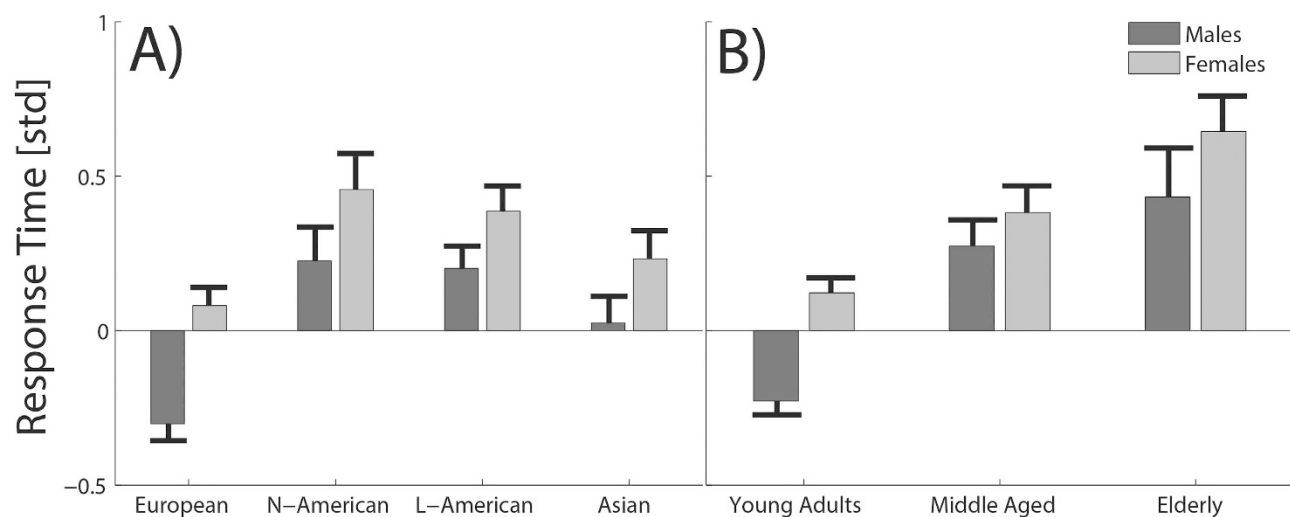 A)
B)
Males
Females
Response Time [std]
1
0.5
0
−0.5
European N−American L−American Asian
Young Adults Middle Aged Elderly